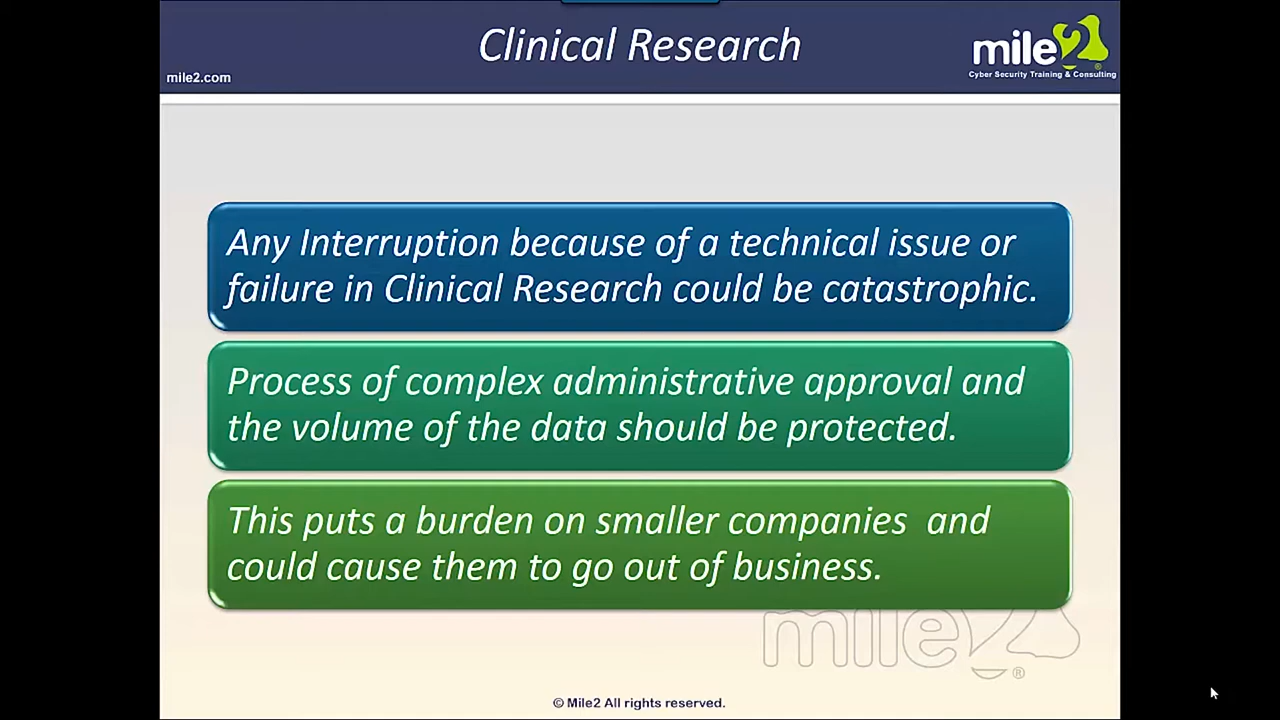 Clinical Research
mile2
mile2.com
Cyber Security Training & Consulting
Any Interruption because of a technical issue or
failure in Clinical Research could be catastrophic.
Process of complex administrative approval and
the volume of the data should be protected.
This puts a burden on smaller companies  and
could cause them to go out of business.
mile2®
© Mile2 All rights reserved.